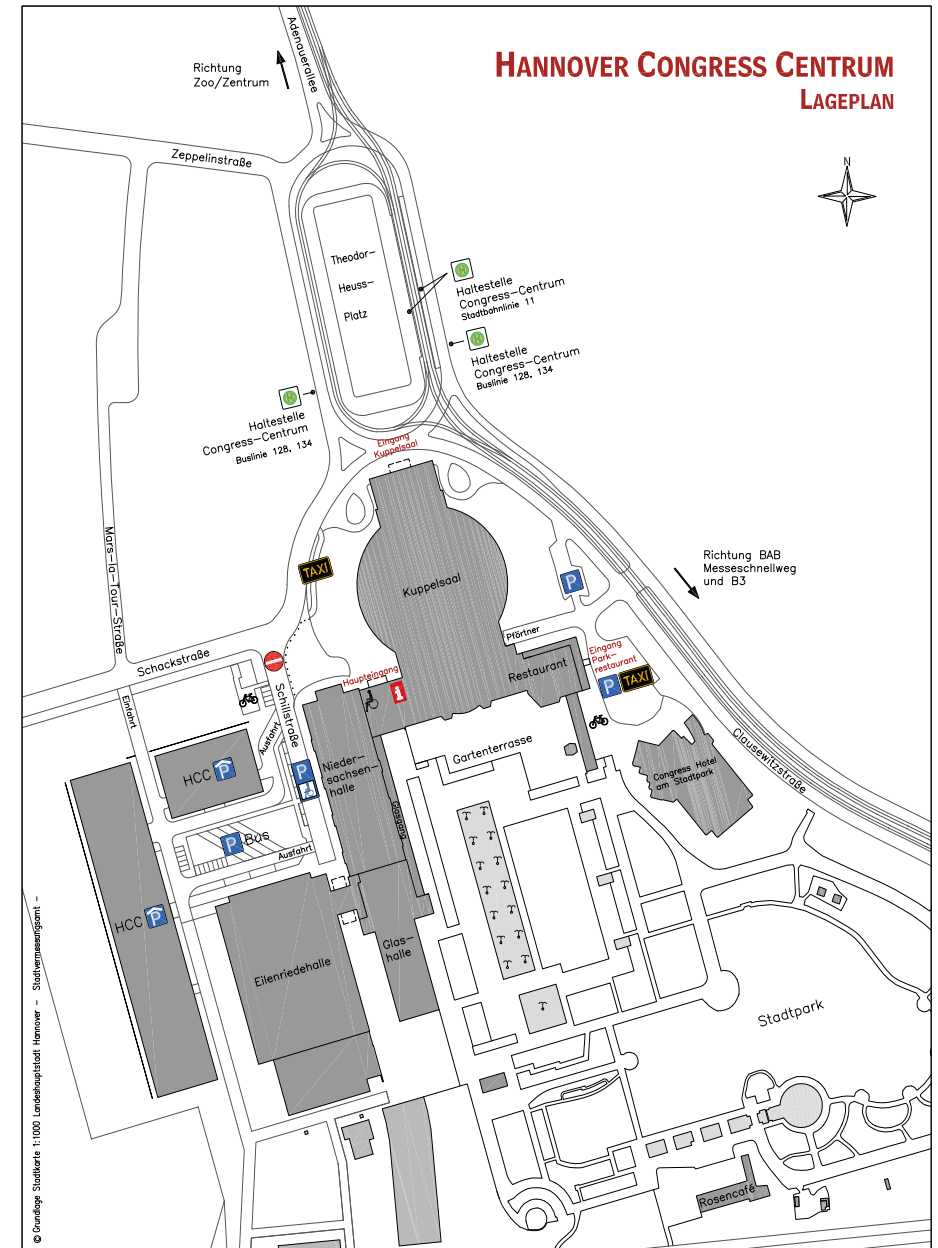 HANNOVER CONGRESS CENTRUM
LAGEPLAN
Adenauerallee
Richtung
Zoo/Zentrum
Zeppelinstraße
N
Theodor-
Heuss-
Platz
H
Haltestelle
Congress-Centrum
Stadtbahnlinie 11
H
Haltestelle
Congress-Centrum
Buslinie 128, 134
H
Haltestelle
Congress-Centrum
Buslinie 128, 134
Eingang
Kuppelsaal
Mars-la-Tour-Straße
TAXI
Kuppelsaal
P
Richtung BAB
Messeschnellweg
und B3
Pförtner
Schackstraße
Haupteingang
i
Restaurant
Eingang
Park-
restaurant
P
TAXI
Einfahrt
Schillstraße
Ausfahrt
Gartenterrasse
Clausewitzstraße
HCC P
P
Nieder-
sachsen-
halle
Congress Hotel
am Stadtpark
Glasgang
P Bus
Ausfahrt
HCC P
Glas-
halle
Eilenriedehalle
Stadtpark
Rosencafé
© Grundlage Stadtkarte 1:1000 Landeshauptstadt Hannover - Stadtvermessungsamt -